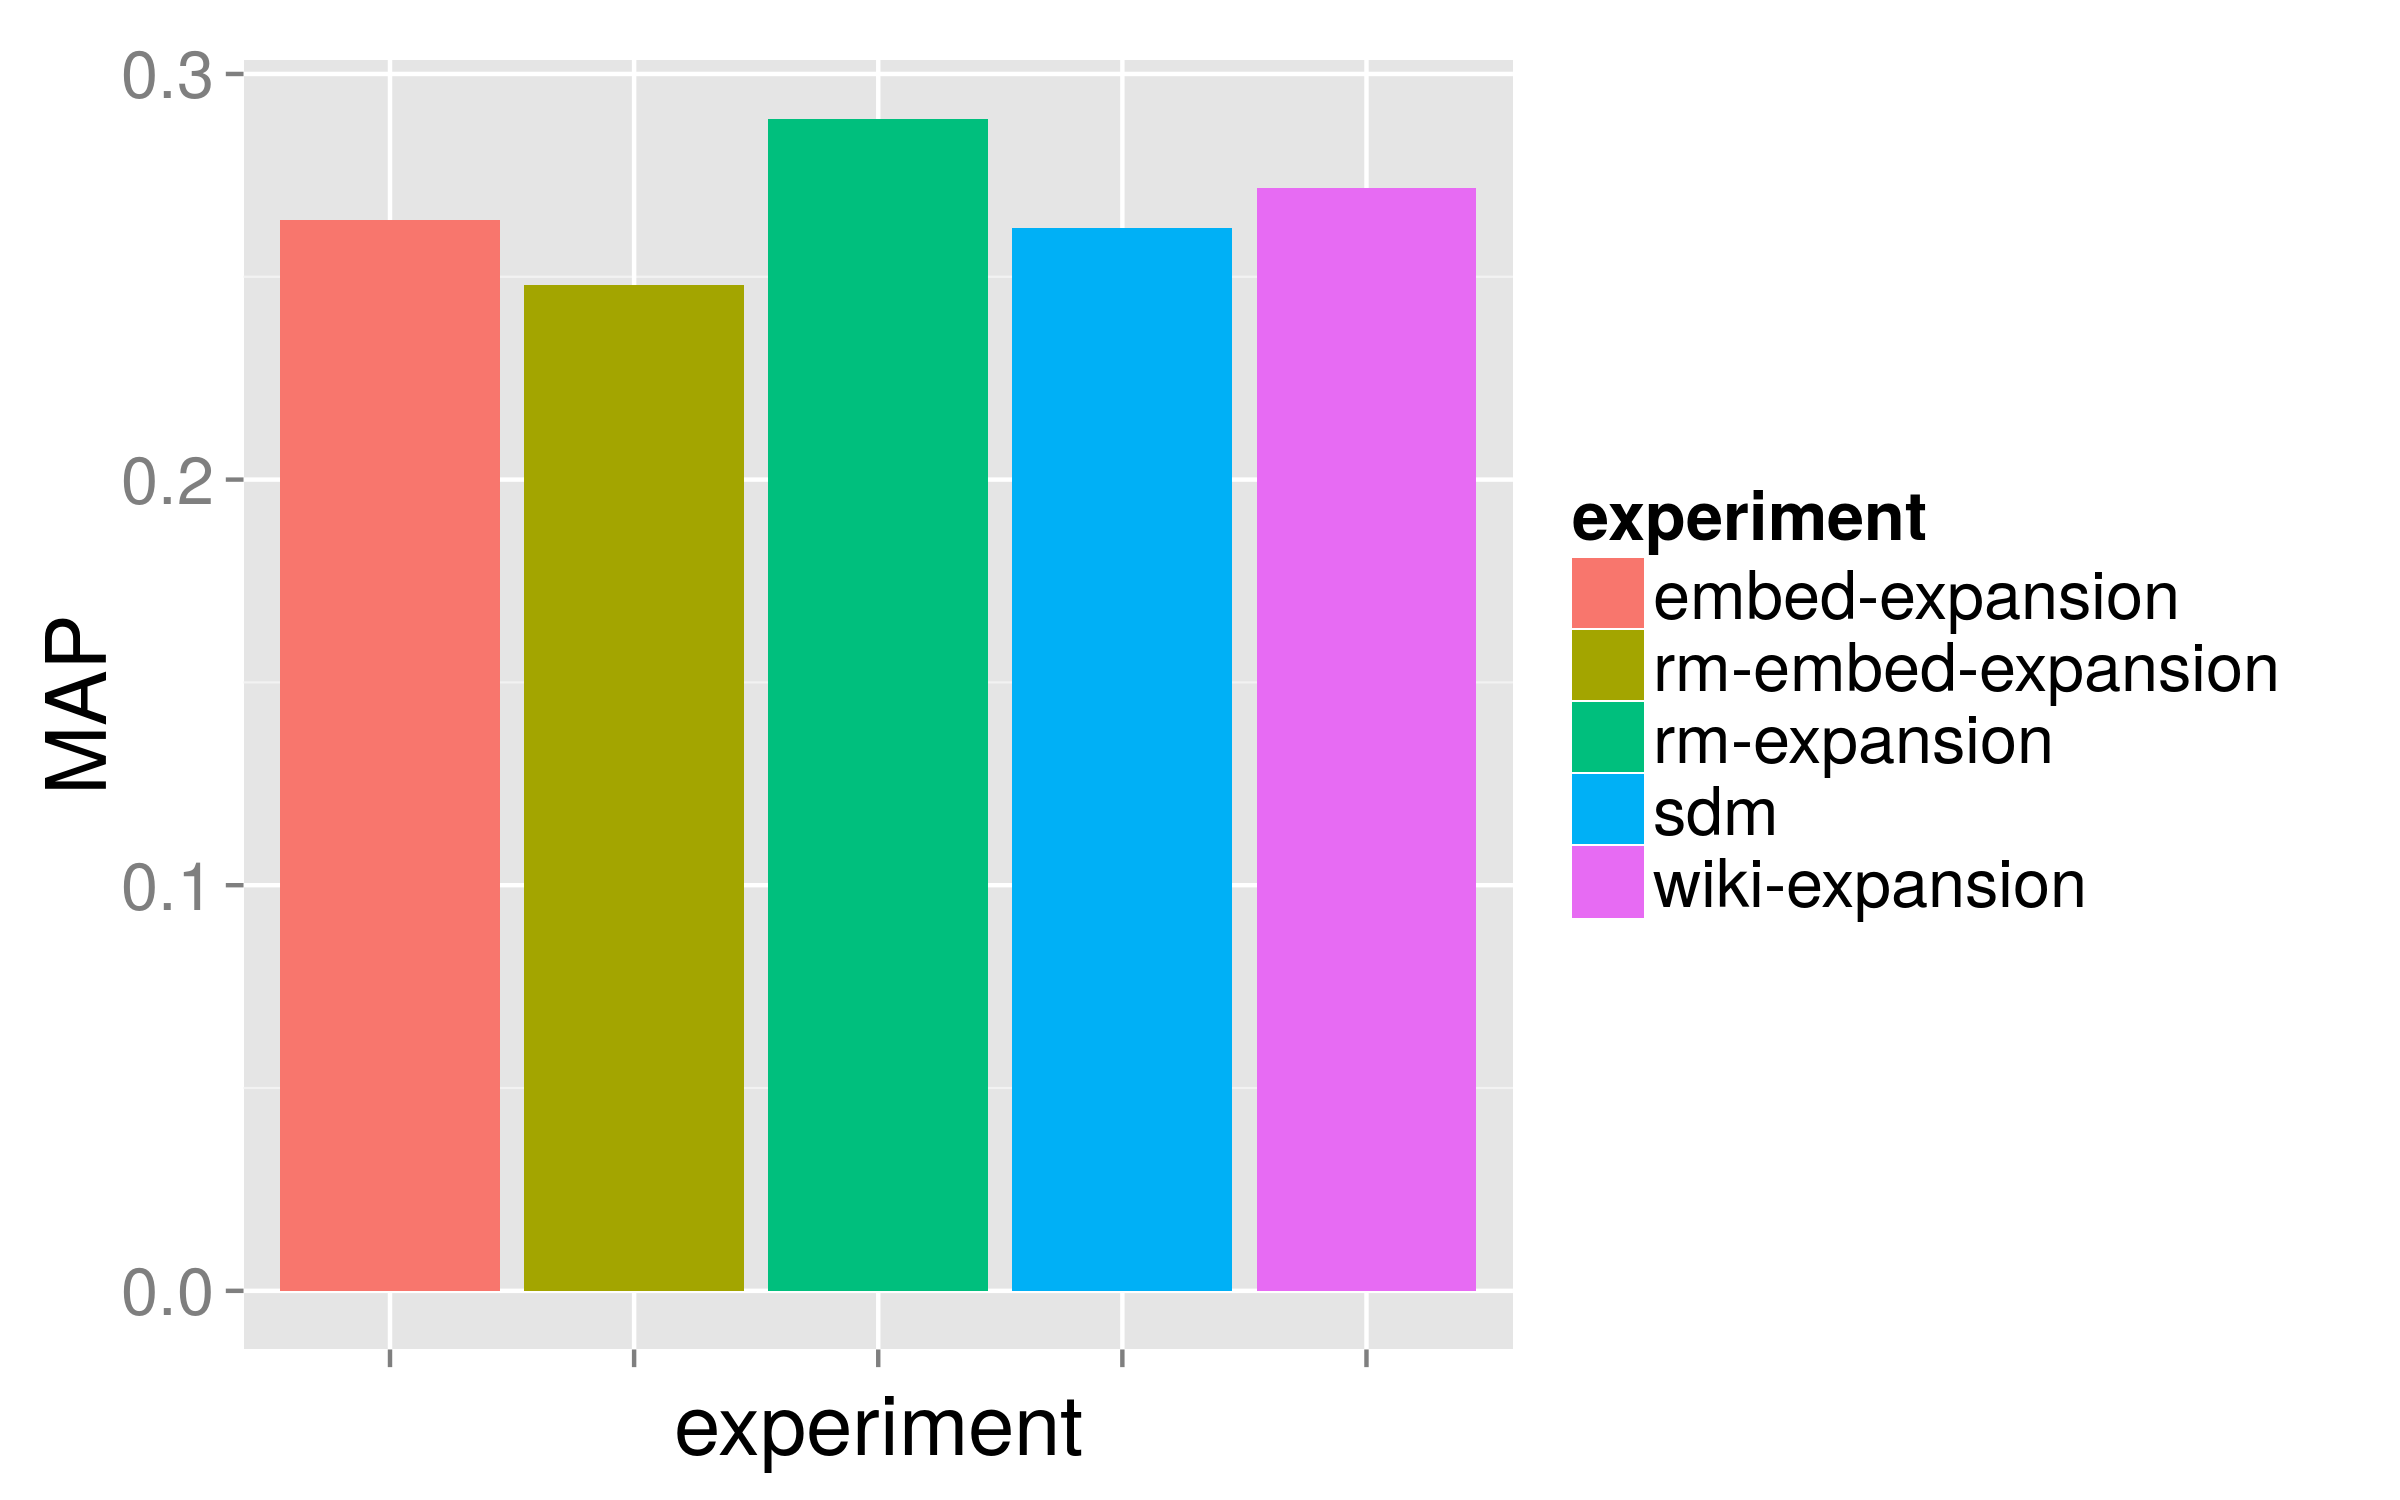 0.3
0.2
0.1
0.0
MAP
experiment
experiment
embed-expansion
rm-embed-expansion
rm-expansion
sdm
wiki-expansion